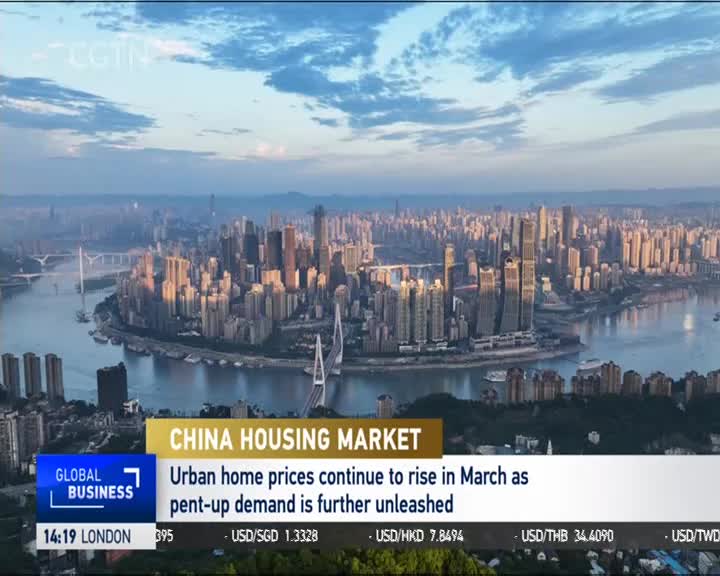 CGTN
CHINA HOUSING MARKET
Urban home prices continue to rise in March as
pent-up demand is further unleashed
GLOBAL
BUSINESS
14:19 LONDON
395 · USD/SGD 1.3328 · USD/HKD 7.8494 · USD/THB 34.4090 · USD/TWD